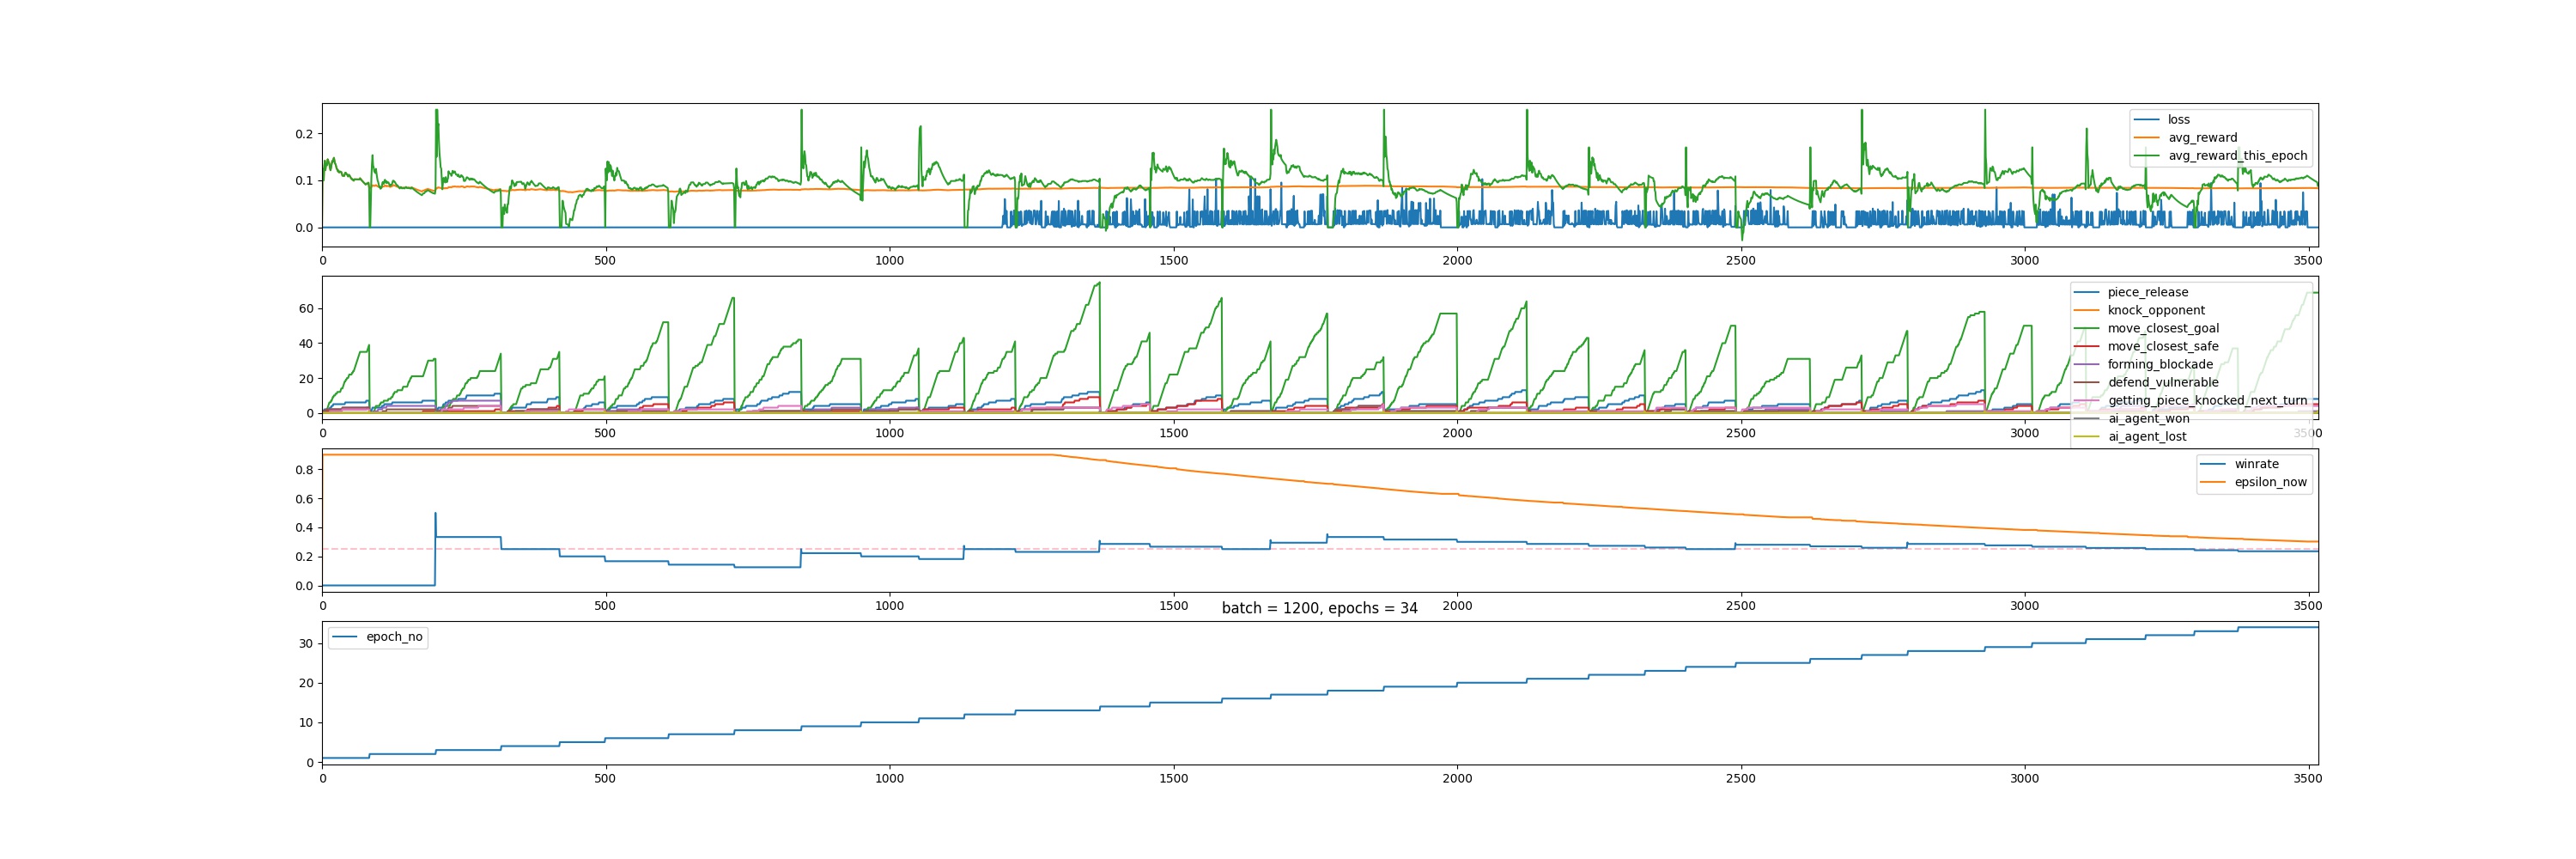 0.2
0.1
0.0
loss
avg_reward
avg_reward_this_epoch
0 500 1000 1500 2000 2500 3000 3500
60
40
20
0
piece_release
knock_opponent
move_closest_goal
move_closest_safe
forming_blockade
defend_vulnerable
getting_piece_knocked_next_turn
ai_agent_won
ai_agent_lost
0 500 1000 1500 2000 2500 3000 3500
0.8
0.6
0.4
0.2
0.0
winrate
epsilon_now
0 500 1000 1500 2000 2500 3000 3500
batch = 1200, epochs = 34
30
20
10
0
epoch_no
0 500 1000 1500 2000 2500 3000 3500